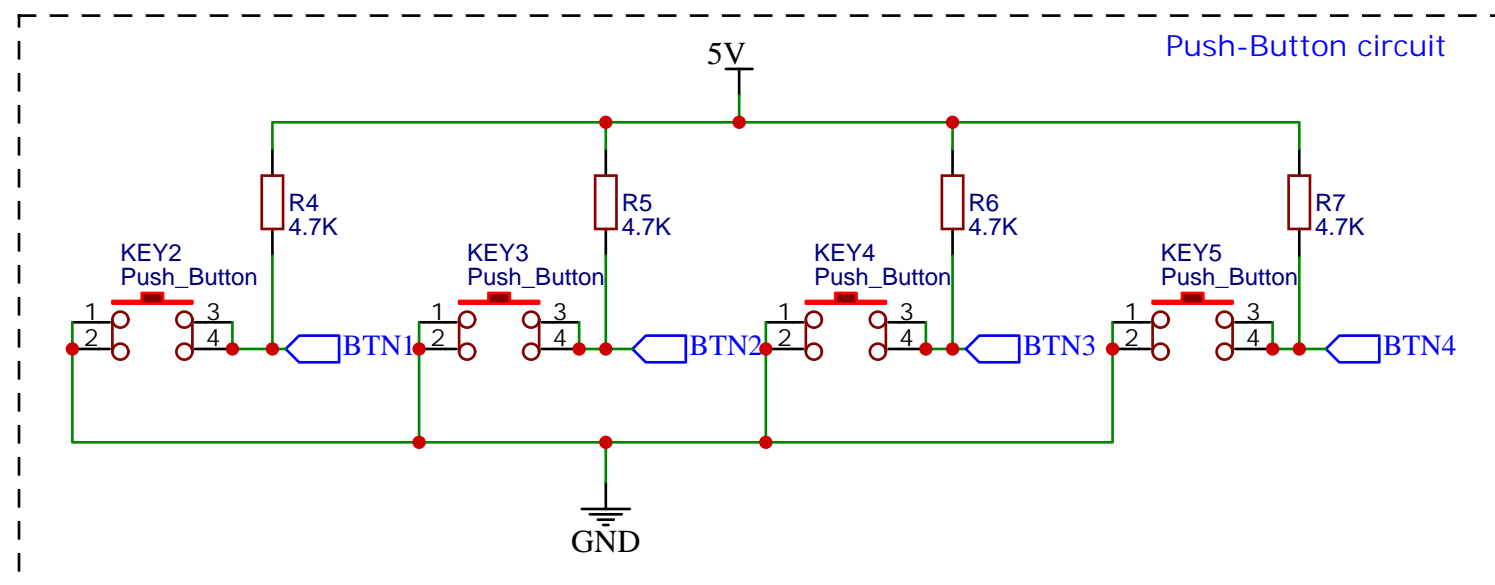 Push-Button circuit
5V
R4
4.7K
R5
4.7K
R6
4.7K
R7
4.7K
KEY2
Push_Button
KEY3
Push_Button
KEY4
Push_Button
KEY5
Push_Button
1 3
2 4
BTN1
1 3
2 4
BTN2
1 3
2 4
BTN3
1 3
2 4
BTN4
GND